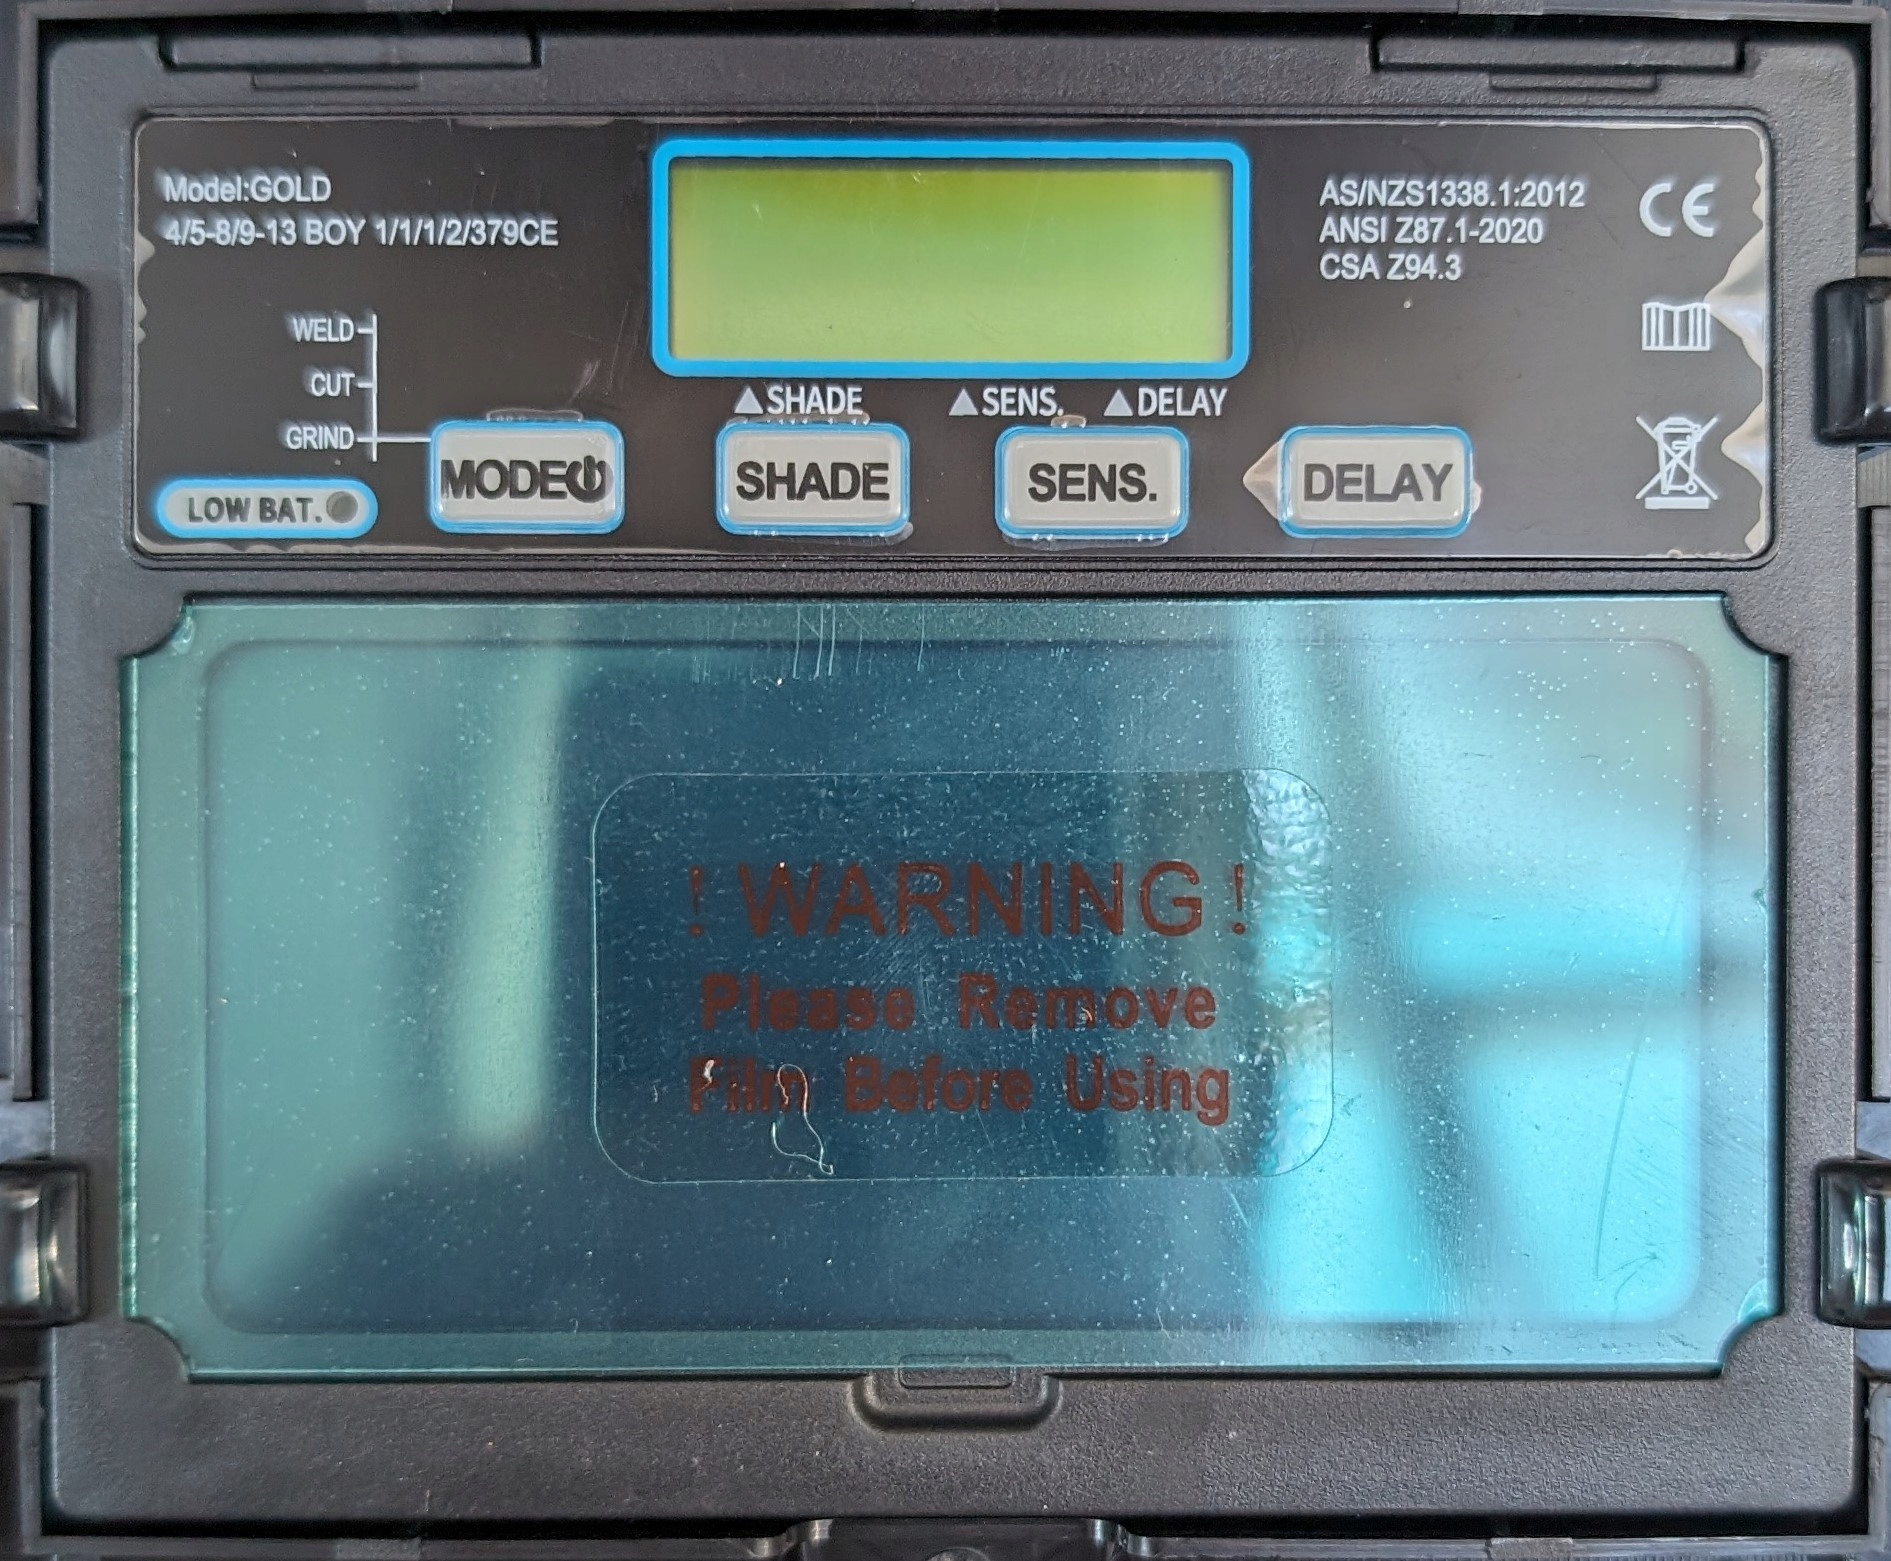 Model:GOLD
4/5-8/9-13 BOY 1/1/1/2/379CE
AS/NZS1338.1:2012
ANSI Z87.1-2020
CSA Z94.3
CE
WELD
CUT
GRIND
▲SHADE ▲SENS. ▲DELAY
LOW BAT.
MODE
SHADE
SENS.
DELAY
! WARNING !
Please Remove
Film Before Using